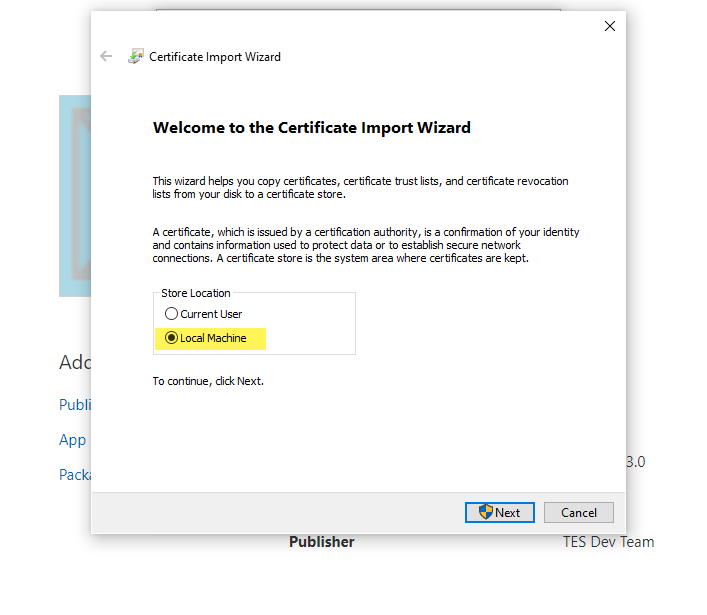 Certificate Import Wizard
Welcome to the Certificate Import Wizard
This wizard helps you copy certificates, certificate trust lists, and certificate revocation
lists from your disk to a certificate store.
A certificate, which is issued by a certification authority, is a confirmation of your identity
and contains information used to protect data or to establish secure network
connections. A certificate store is the system area where certificates are kept.
Store Location
Current User
Local Machine
To continue, click Next.
Add
Publi
App
Packa
3.0
Next
Cancel
Publisher
TES Dev Team